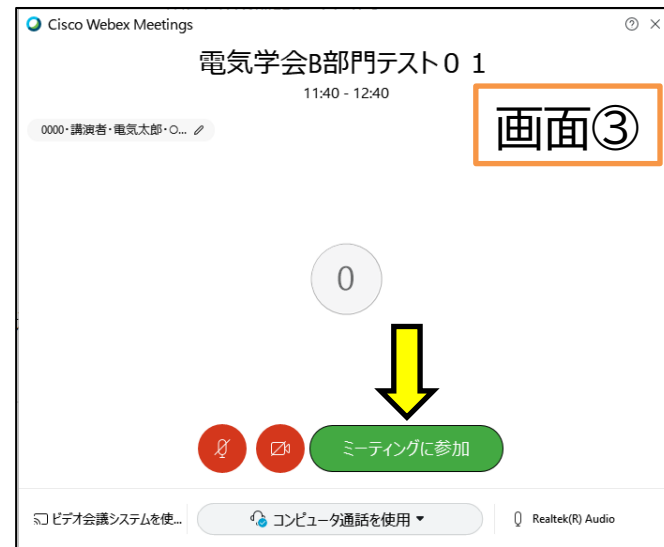 Cisco Webex Meetings
電気学会B部門テスト０１
11:40 - 12:40
0000・講演者・電気太郎・○...
画面③
0
ミーティングに参加
ビデオ会議システムを使...
コンピュータ通話を使用
Realtek(R) Audio